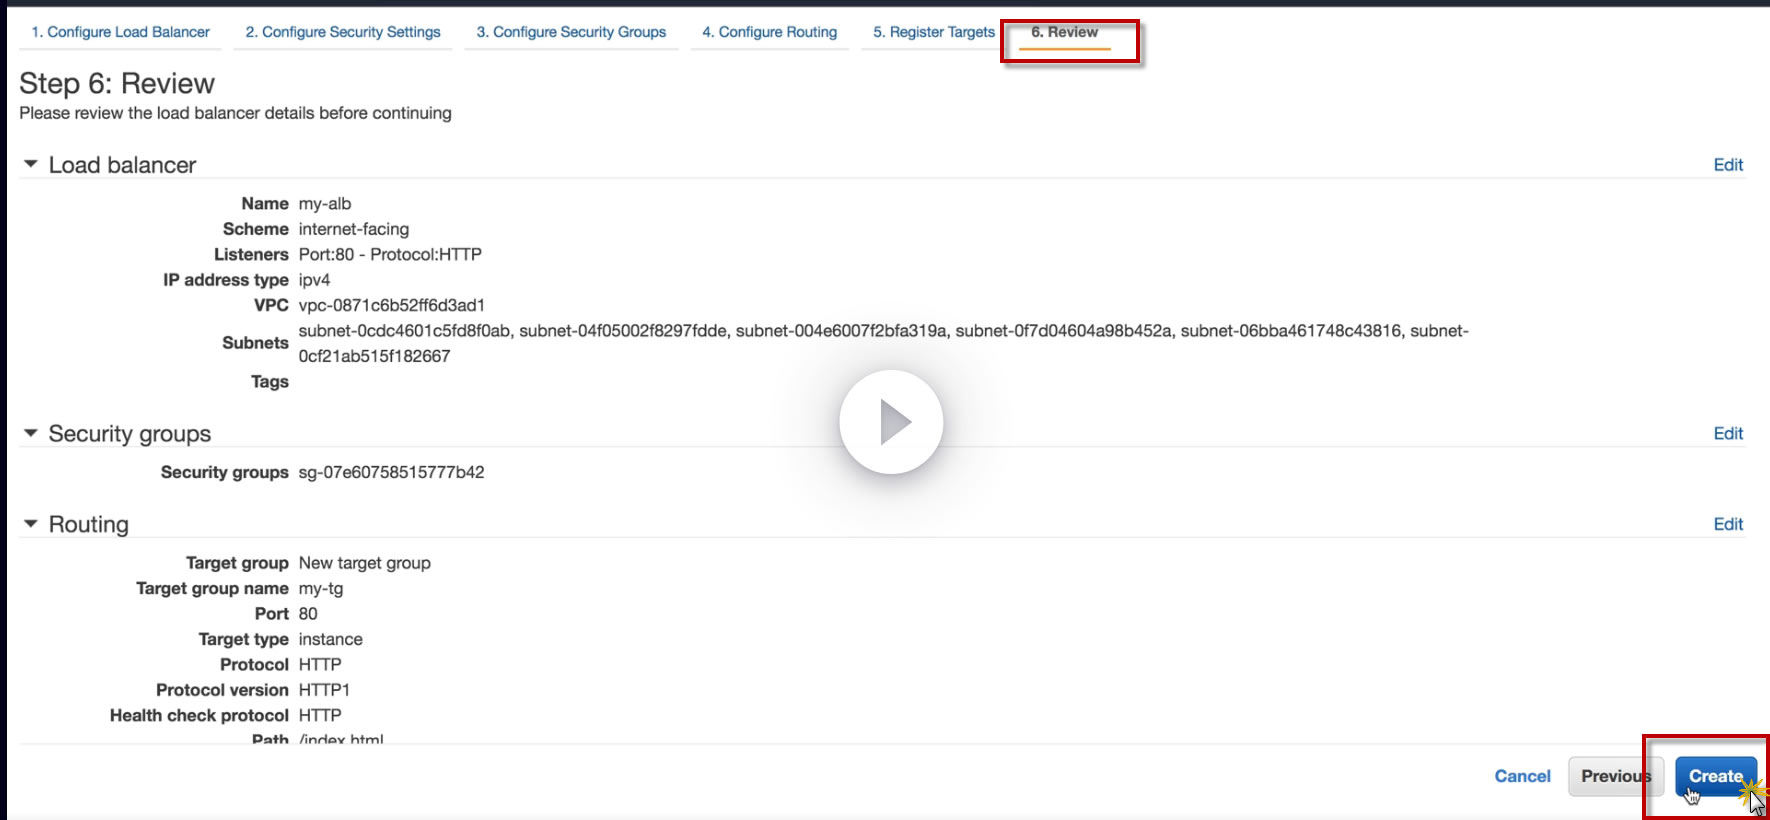 1. Configure Load Balancer 2. Configure Security Settings 3. Configure Security Groups 4. Configure Routing 5. Register Targets 6. Review
Step 6: Review
Please review the load balancer details before continuing
Load balancer Edit
Name my-alb
Scheme internet-facing
Listeners Port:80 - Protocol:HTTP
IP address type ipv4
VPC vpc-0871c6b52ff6d3ad1
Subnets subnet-0cdc4601c5fd8f0ab, subnet-04f05002f8297fdde, subnet-004e6007f2bfa319a, subnet-0f7d04604a98b452a, subnet-06bba461748c43816, subnet-
0cf21ab515f182667
Tags
Security groups Edit
Security groups sg-07e60758515777b42
Routing Edit
Target group New target group
Target group name my-tg
Port 80
Target type instance
Protocol HTTP
Protocol version HTTP1
Health check protocol HTTP
Path /index.html
Cancel Previous Create